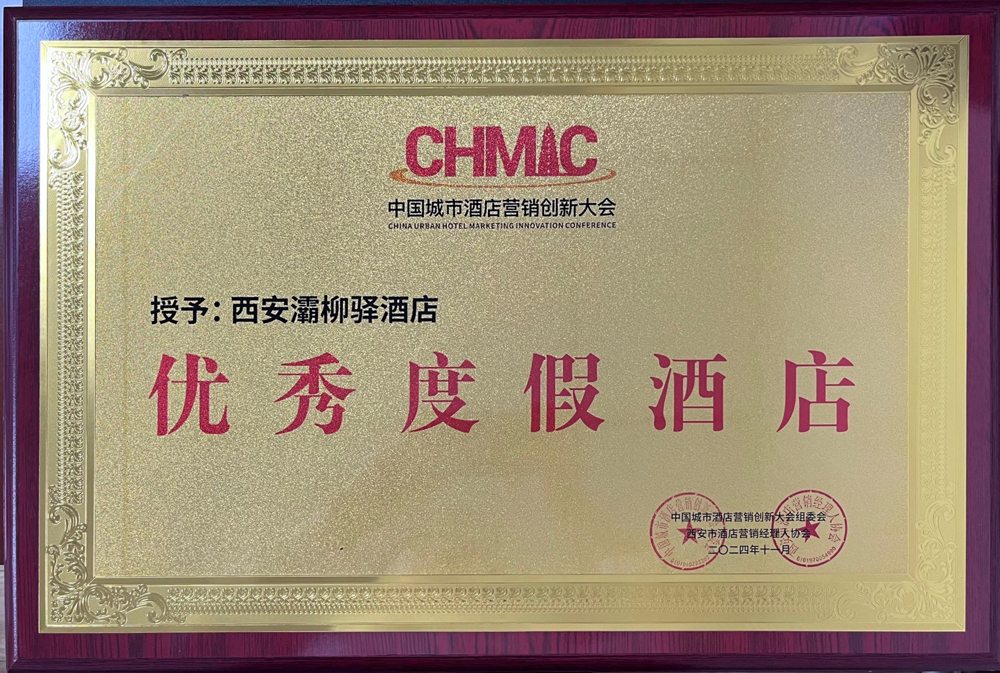 CHMAC
中国城市酒店营销创新大会
CHINA URBAN HOTEL MARKETING INNOVATION CONFERENCE
授予：西安灞柳驿酒店
优秀度假酒店
中国城市酒店营销创新大会组委会
西安市酒店营销经理人协会
二〇二四年十一月